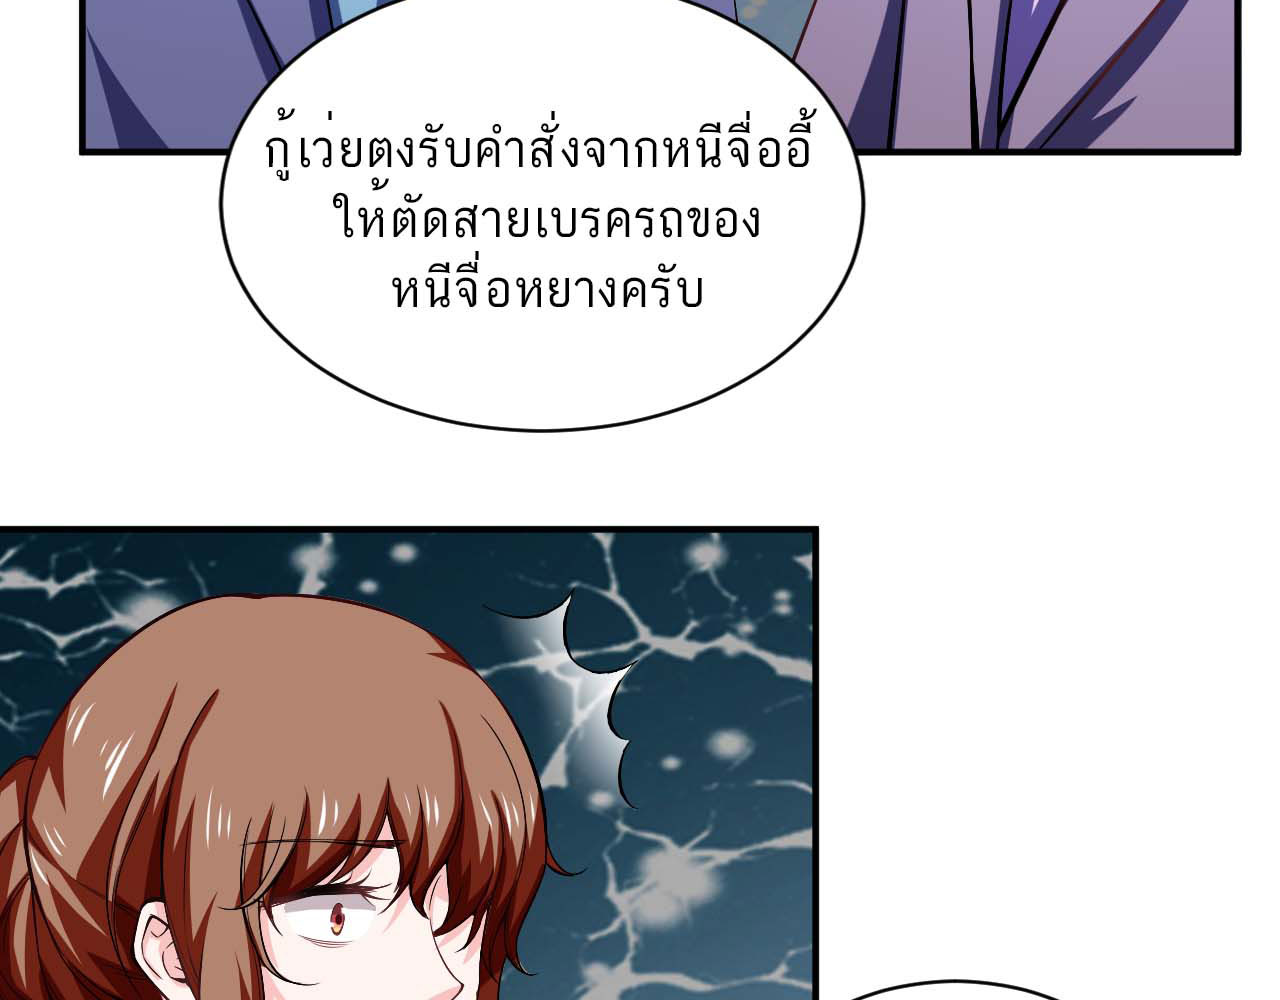 กู้เว่ยตงรับคำสั่งจากหนีจื่ออี้
ให้ตัดสายเบรครถของ
หนีจื่อหยางครับ